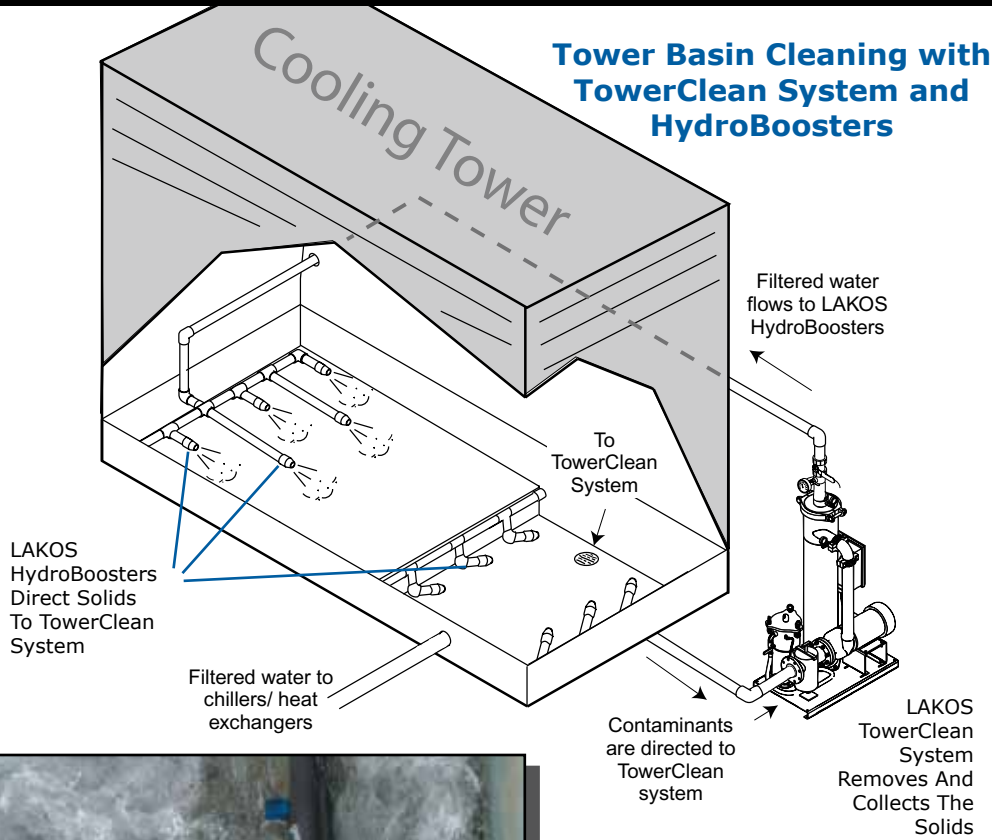 Tower Basin Cleaning with
TowerClean System and
HydroBoosters
Cooling Tower
Filtered water
flows to LAKOS
HydroBoosters
To
TowerClean
System
LAKOS
HydroBoosters
Direct Solids
To TowerClean
System
Filtered water to
chillers/ heat
exchangers
Contaminants
are directed to
TowerClean
system
LAKOS
TowerClean
System
Removes And
Collects The
Solids